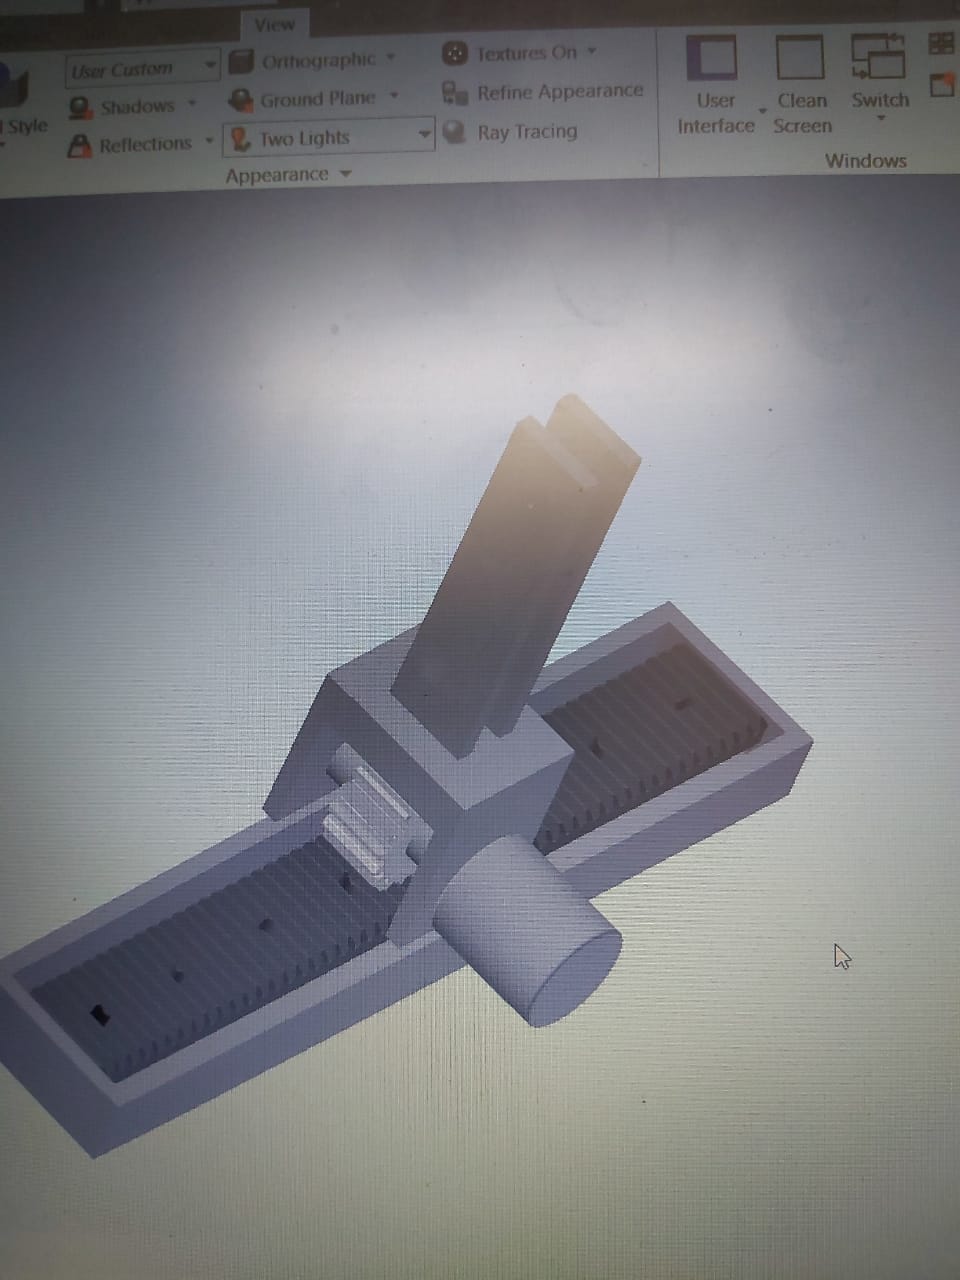 View
User Custom
Orthographic
Textures On
Shadows
Ground Plane
Refine Appearance
Style
Reflections
Two Lights
Ray Tracing
Appearance
User
Interface
Clean
Screen
Switch
Windows